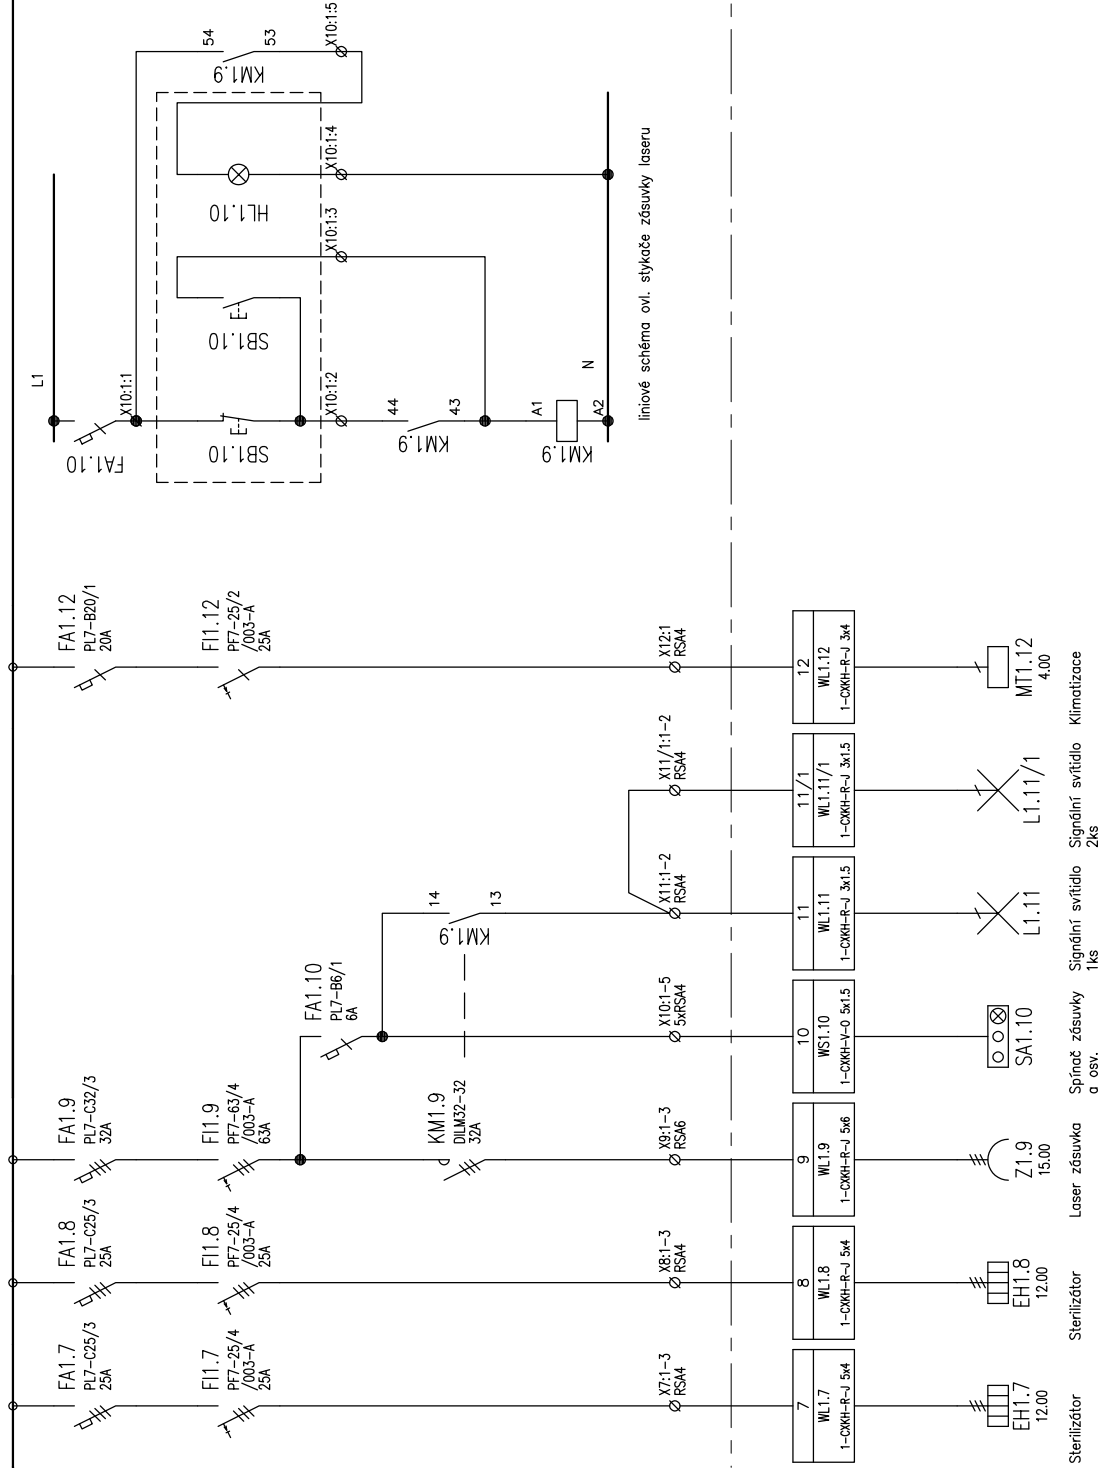 L1
FA1.10
X10:1:1
SB1.10
SB1.10
HL1.10
KM1.9
54
53
X10:1:5
X10:1:4
X10:1:3
X10:1:2
44
43
KM1.9
A1
A2
KM1.9
N
liniové schéma ovl. stykače zásuvky laseru
FA1.7
PL7-C25/3
25A
FI1.7
PF7-25/4
/003-A
25A
X7:1-3
RSA4
7
WL1.7
1-CXKH-R-J 5x4
EH1.7
12.00
Sterilizátor
FA1.8
PL7-C25/3
25A
FI1.8
PF7-25/4
/003-A
25A
X8:1-3
RSA4
8
WL1.8
1-CXKH-R-J 5x4
EH1.8
12.00
Sterilizátor
FA1.9
PL7-C32/3
32A
FI1.9
PF7-63/4
/003-A
63A
KM1.9
DILM32-32
32A
X9:1-3
RSA6
9
WL1.9
1-CXKH-R-J 5x6
Z1.9
15.00
Laser zásuvka
FA1.10
PL7-B6/1
6A
X10:1-5
5xRSA4
10
WS1.10
1-CXKH-V-O 5x1.5
SA1.10
Spínač zásuvky
a osv.
14
13
KM1.9
X11:1-2
RSA4
11
WL1.11
1-CXKH-R-J 3x1.5
L1.11
Signální svítidlo
1ks
X11/1:1-2
RSA4
11/1
WL1.11/1
1-CXKH-R-J 3x1.5
L1.11/1
Signální svítidlo
2ks
FA1.12
PL7-B20/1
20A
FI1.12
PF7-25/2
/003-A
25A
X12:1
RSA4
12
WL1.12
1-CXKH-R-J 3x4
MT1.12
4.00
Klimatizace